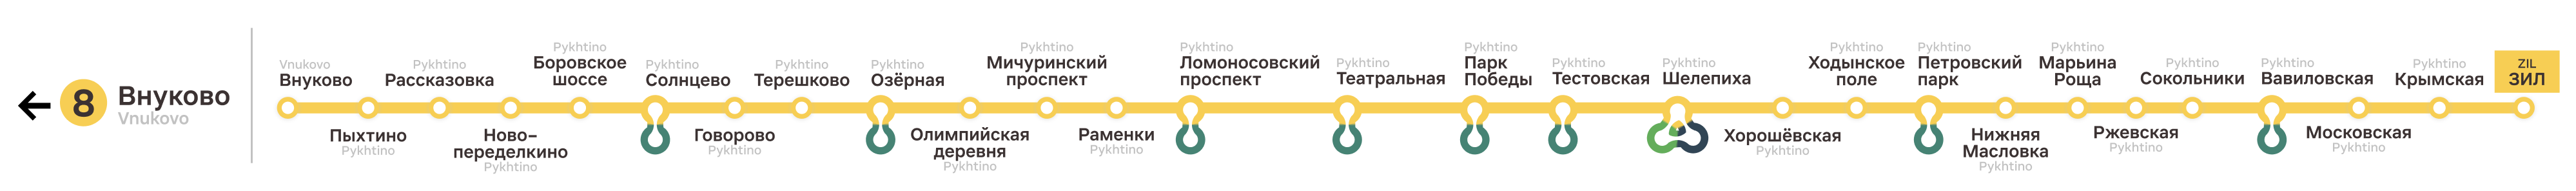 8
Внуково
Vnukovo
Vnukovo
Внуково
Пыхтино
Pykhtino
Pykhtino
Рассказовка
Ново-
переделкино
Pykhtino
Pykhtino
Боровское
шоссе
Pykhtino
Солнцево
Говорово
Pykhtino
Pykhtino
Терешково
Pykhtino
Озёрная
Олимпийская
деревня
Pykhtino
Pykhtino
Мичуринский
проспект
Раменки
Pykhtino
Pykhtino
Ломоносовский
проспект
Pykhtino
Театральная
Pykhtino
Парк
Победы
Pykhtino
Тестовская
Pykhtino
Шелепиха
Хорошёвская
Pykhtino
Pykhtino
Ходынское
поле
Pykhtino
Петровский
парк
Нижняя
Масловка
Pykhtino
Pykhtino
Марьина
Роща
Ржевская
Pykhtino
Pykhtino
Сокольники
Pykhtino
Вавиловская
Московская
Pykhtino
Pykhtino
Крымская
ZIL
ЗИЛ